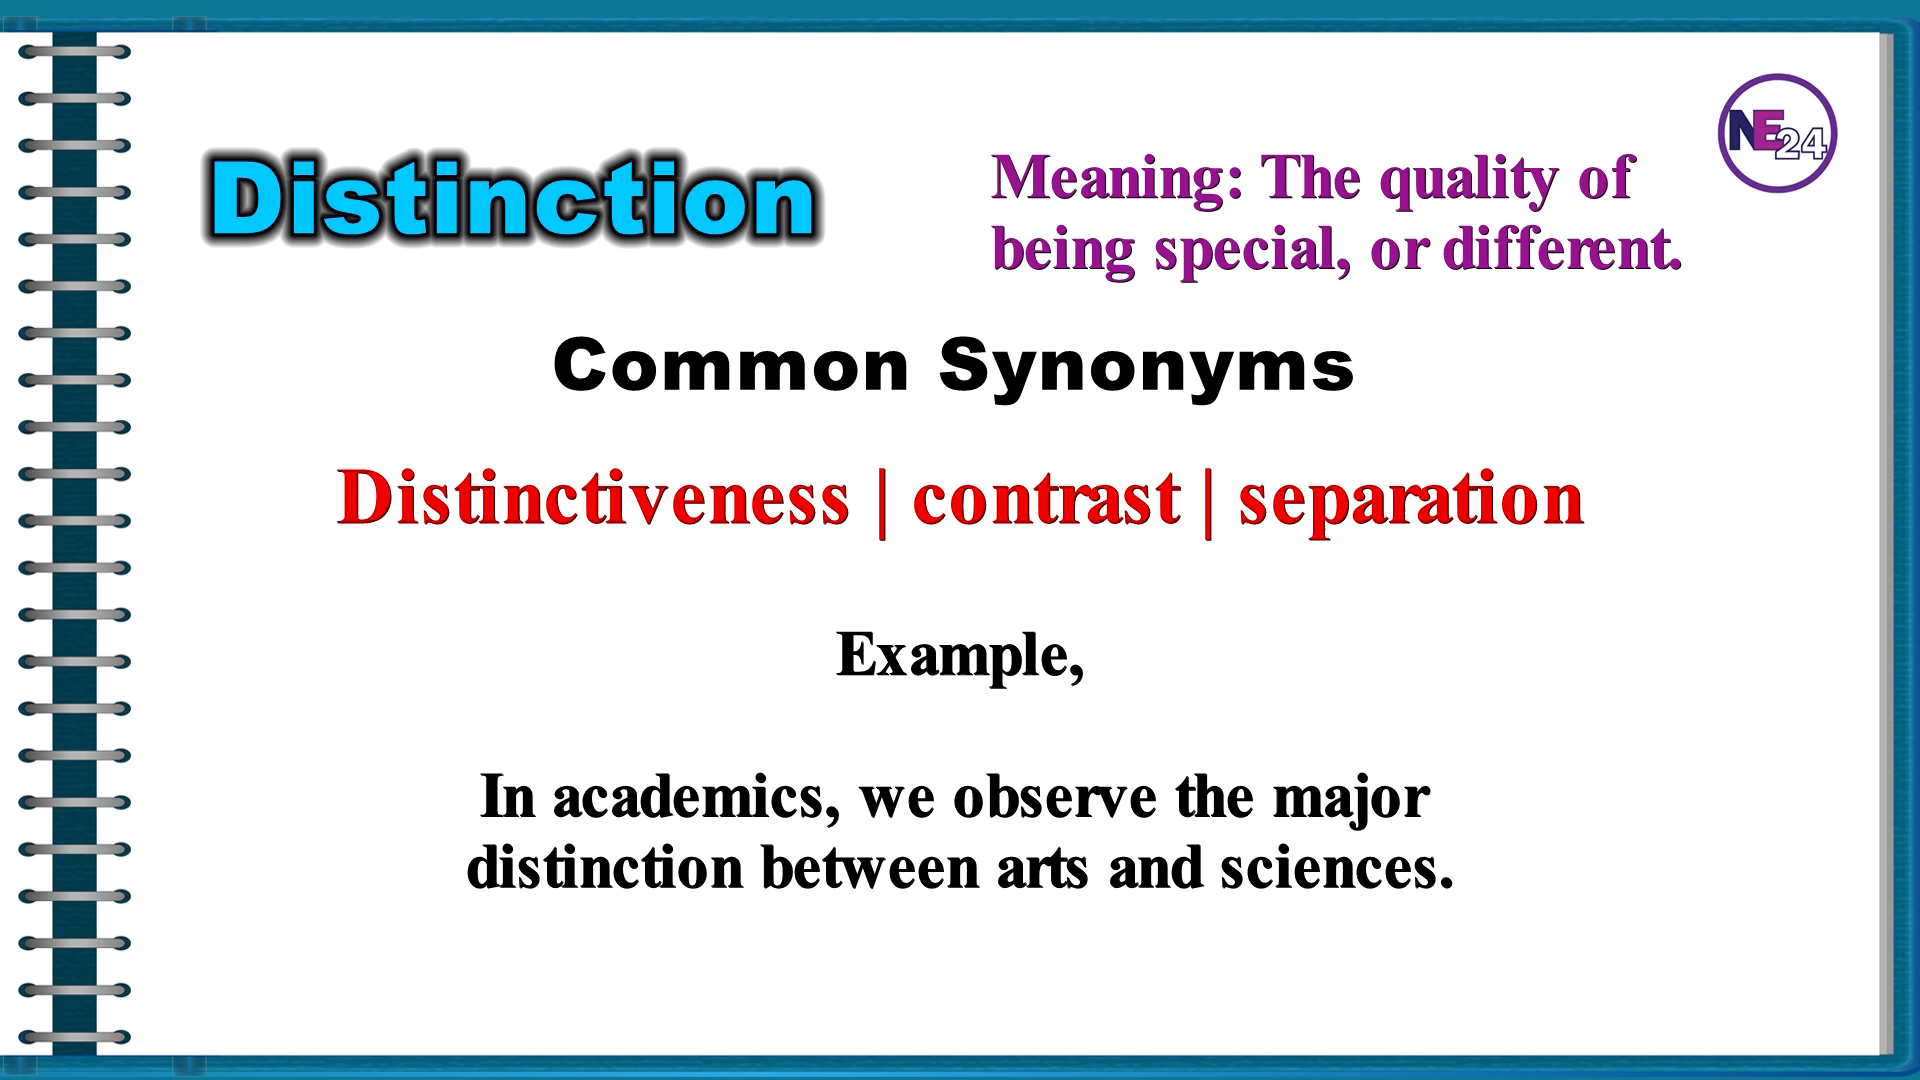 Distinction
Meaning: The quality of
being special, or different.
NE24
Common Synonyms
Distinctiveness | contrast | separation
Example,
In academics, we observe the major
distinction between arts and sciences.